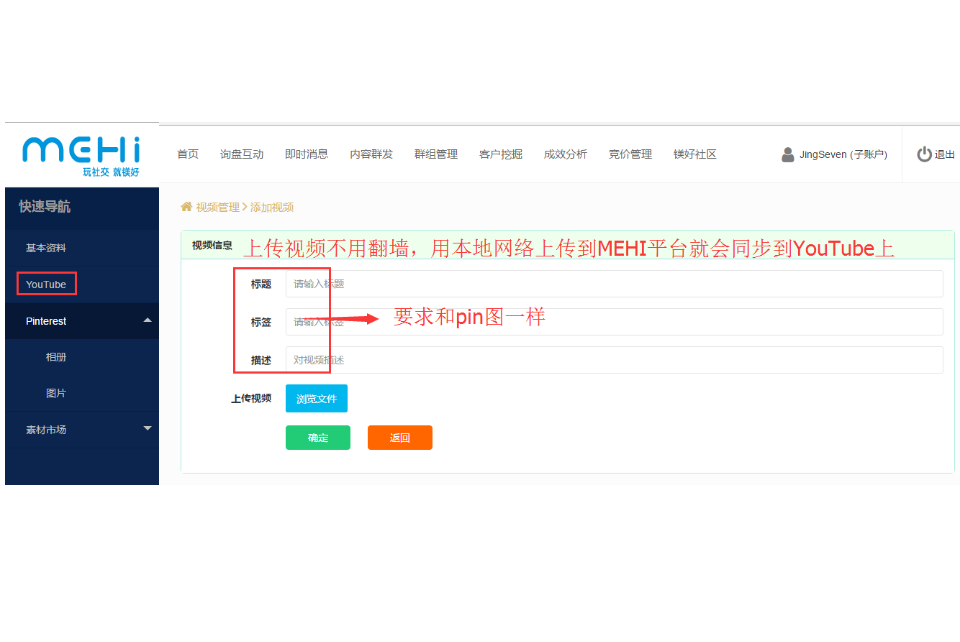 MEHi
玩社交 就镁好
首页 询盘互动 即时消息 内容群发 群组管理 客户挖掘 成效分析 竞价管理 镁好社区 JingSeven (子账户) 退出
快速导航
基本资料
YouTube
Pinterest
相册
图片
素材市场
视频管理 > 添加视频
视频信息 上传视频不用翻墙，用本地网络上传到MEHI平台就会同步到YouTube上
标题 请输入标题
标签 请输入标签 要求和pin图一样
描述 对视频描述
上传视频 浏览文件
确定 返回